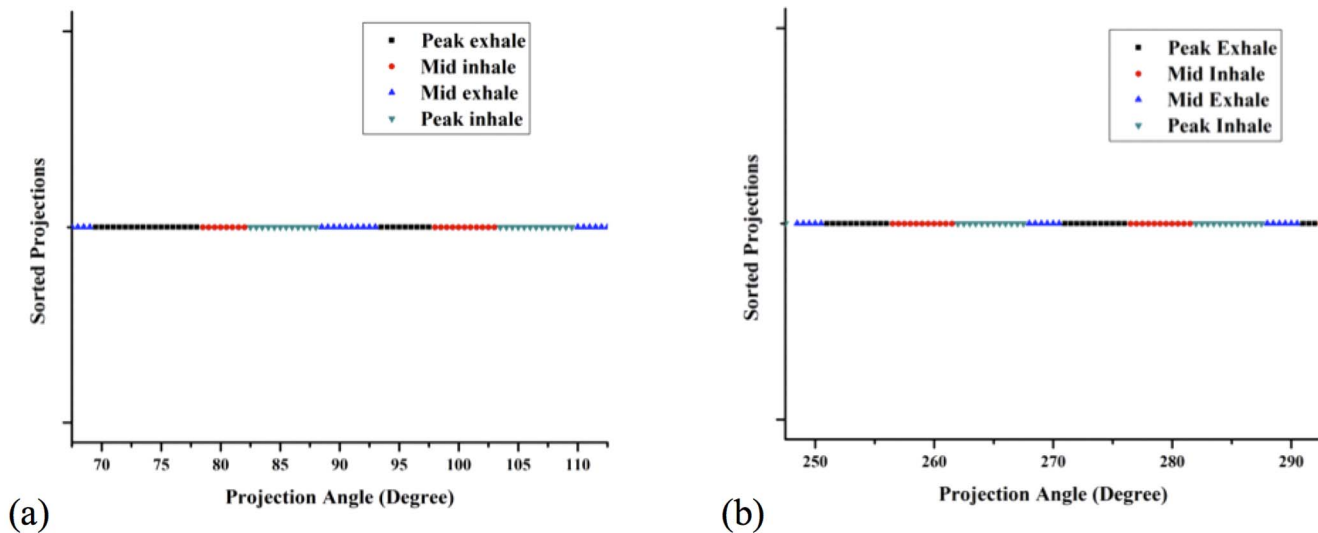 Peak exhale
Mid inhale
Mid exhale
Peak inhale
Sorted Projections
70 75 80 85 90 95 100 105 110
Projection Angle (Degree)
(a)
Peak Exhale
Mid Inhale
Mid Exhale
Peak Inhale
Sorted Projections
250 260 270 280 290
Projection Angle (Degree)
(b)